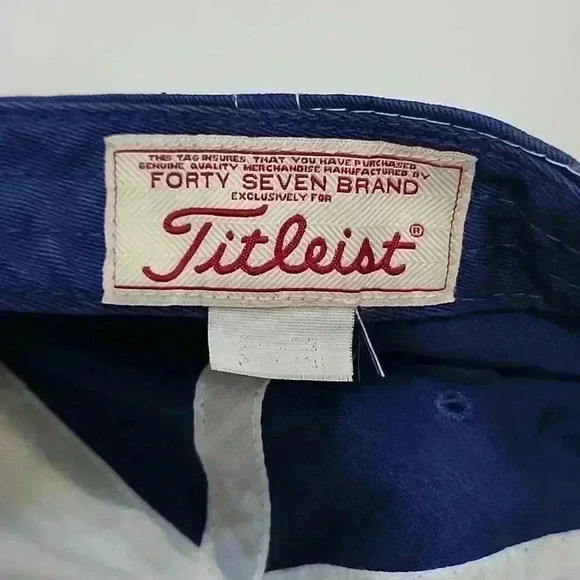 THIS TAG INSURES THAT YOU HAVE PURCHASED
GENUINE QUALITY MERCHANDISE MANUFACTURED BY
FORTY SEVEN BRAND
EXCLUSIVELY FOR
Titleist®